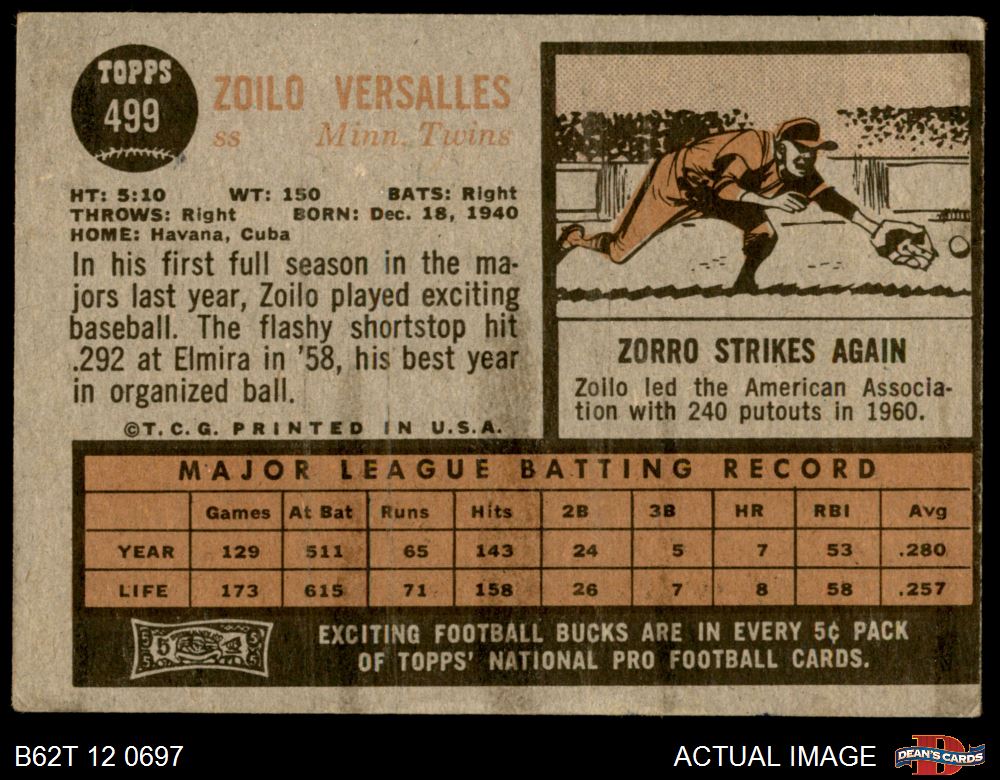 TOPPS
499
ZOILO VERSALLES
ss Minn. Twins
HT: 5:10 WT: 150 BATS: Right
THROWS: Right BORN: Dec. 18, 1940
HOME: Havana, Cuba
In his first full season in the ma-
jors last year, Zoilo played exciting
baseball. The flashy shortstop hit
.292 at Elmira in '58, his best year
in organized ball.
©T. C. G. PRINTED IN U.S.A.
ZORRO STRIKES AGAIN
Zoilo led the American Associa-
tion with 240 putouts in 1960.
MAJOR LEAGUE BATTING RECORD
Games At Bat Runs Hits 2B 3B HR RBI Avg
YEAR 129 511 65 143 24 5 7 53 .280
LIFE 173 615 71 158 26 7 8 58 .257
5 5
EXCITING FOOTBALL BUCKS ARE IN EVERY 5¢ PACK
OF TOPPS' NATIONAL PRO FOOTBALL CARDS.
B62T 12 0697
ACTUAL IMAGE
D
DEAN'S CARDS